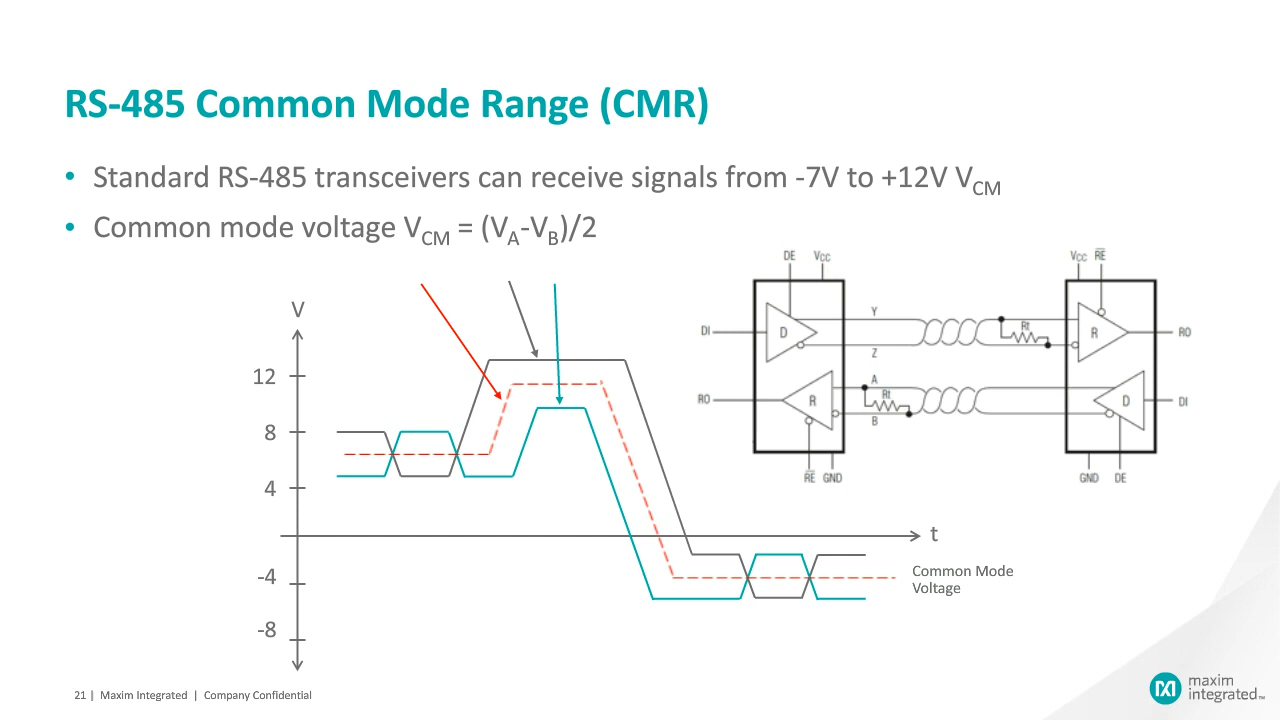 RS-485 Common Mode Range (CMR)
• Standard RS-485 transceivers can receive signals from -7V to +12V VCM
• Common mode voltage VCM = (VA-VB)/2
DE VCC
VCC RE
V
Y
DI
D
Rt
R
RO
Z
12
A
RO
R
Rt
D
DI
B
8
RE GND
GND DE
4
t
-4
Common Mode
Voltage
-8
21 | Maxim Integrated | Company Confidential
maxim
integrated™